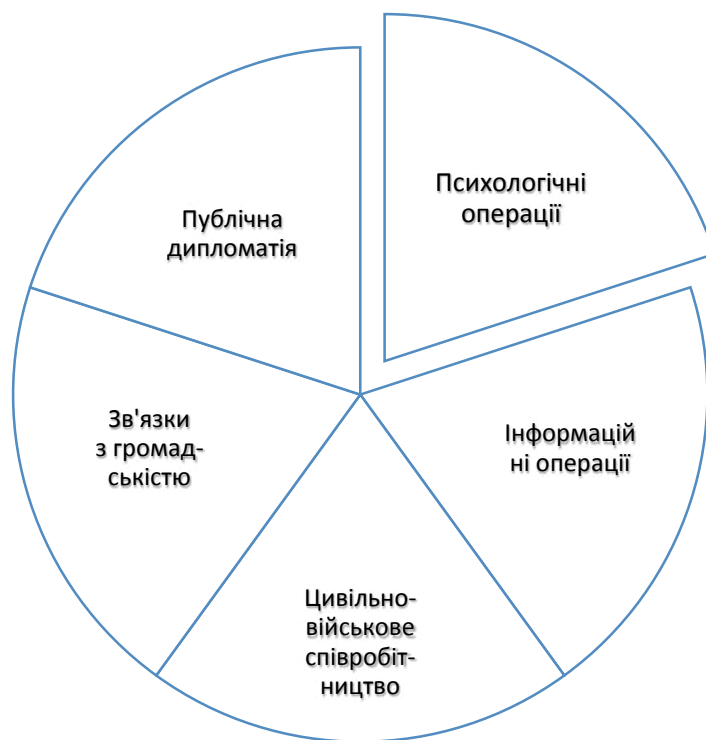 Психологічні
операції
Публічна
дипломатія
Зв'язки
з громад-
ськістю
Інформацій
ні операції
Цивільно-
військове
співробіт-
ництво